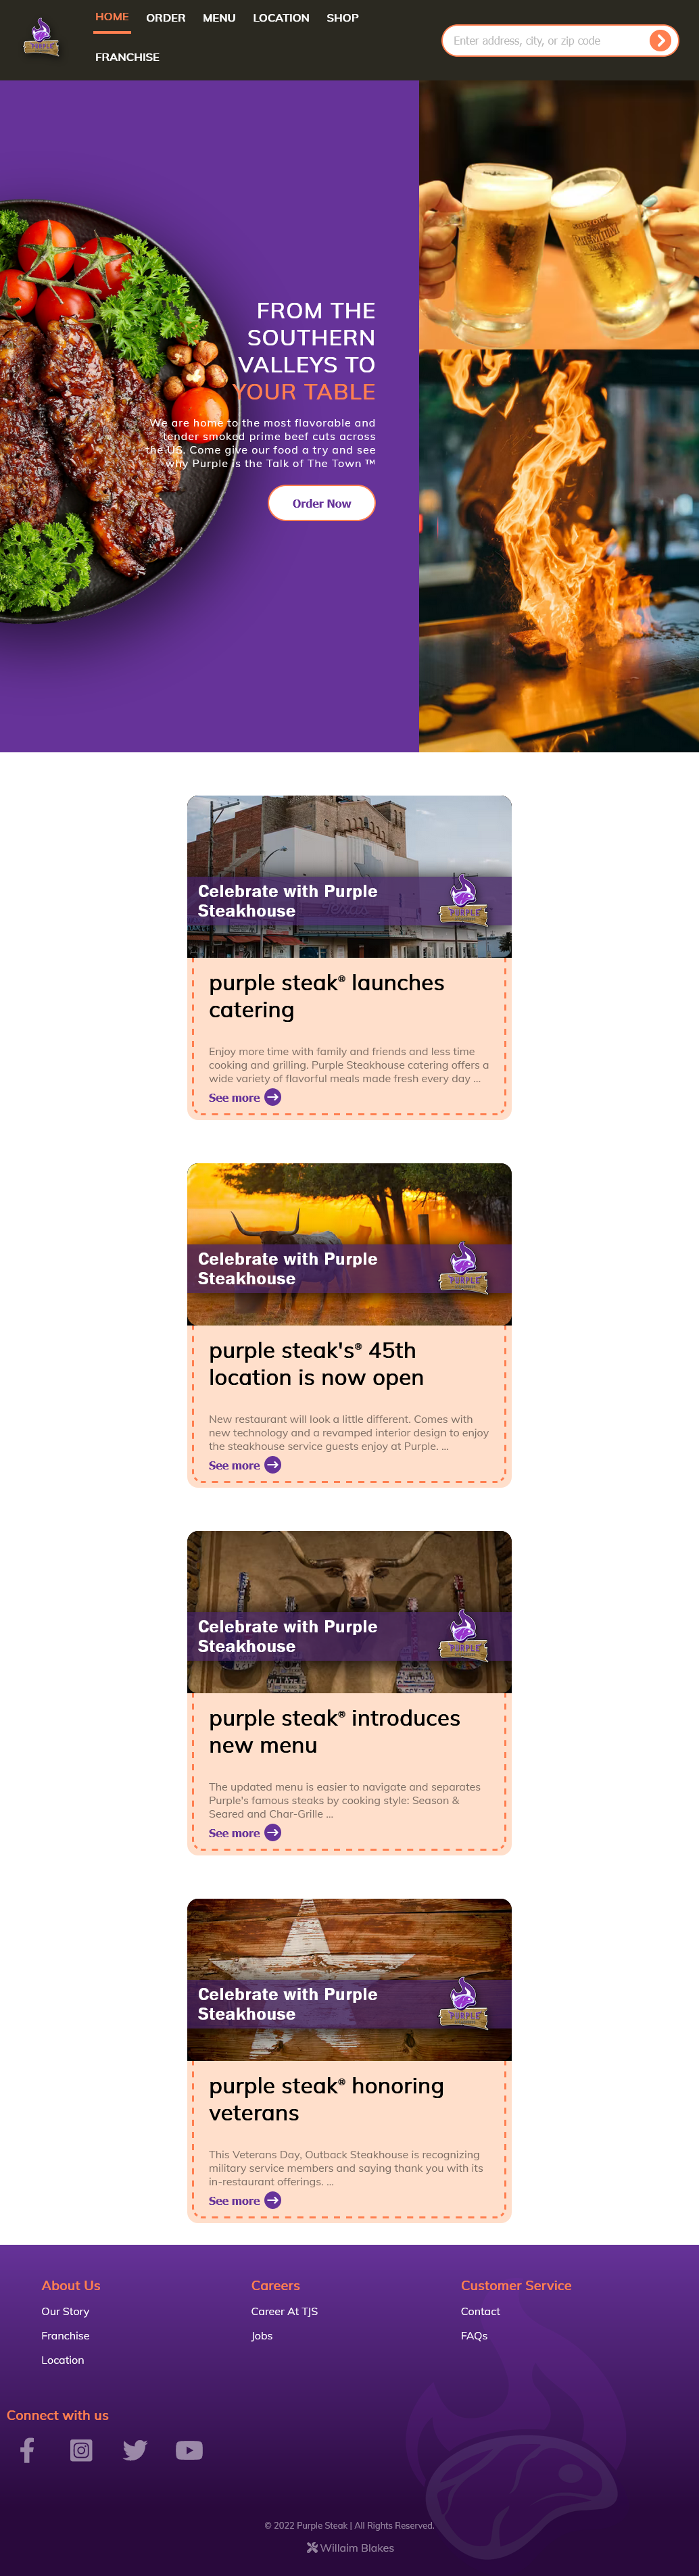 HOME ORDER MENU LOCATION SHOP
FRANCHISE
Enter address, city, or zip code
FROM THE
SOUTHERN
VALLEYS TO
YOUR TABLE
We are home to the most flavorful and
tender smoked prime beef cuts across
the US. Come give our food a try and see
why Purple is the Talk of The Town ™
Order Now
Celebrate with Purple
Steakhouse
PURPLE
purple steak® launches
catering
Enjoy more time with family and friends and less time
cooking and grilling. Purple Steakhouse catering offers a
wide variety of flavorful meals made fresh every day ...
See more
Celebrate with Purple
Steakhouse
PURPLE
purple steak's® 45th
location is now open
New restaurant will look a little different. Comes with
new technology and a revamped interior design to enjoy
the steakhouse service guests enjoy at Purple. ...
See more
Celebrate with Purple
Steakhouse
PURPLE
purple steak® introduces
new menu
The updated menu is easier to navigate and separates
Purple's famous steaks by cooking style: Season &
Seared and Char-Grille ...
See more
Celebrate with Purple
Steakhouse
PURPLE
purple steak® honoring
veterans
This Veterans Day, Outback Steakhouse is recognizing
military service members and saying thank you with its
in-restaurant offerings. ...
See more
About Us
Our Story
Franchise
Location
Careers
Career At TJS
Jobs
Customer Service
Contact
FAQs
Connect with us
© 2022 Purple Steak | All Rights Reserved.
Willaim Blakes